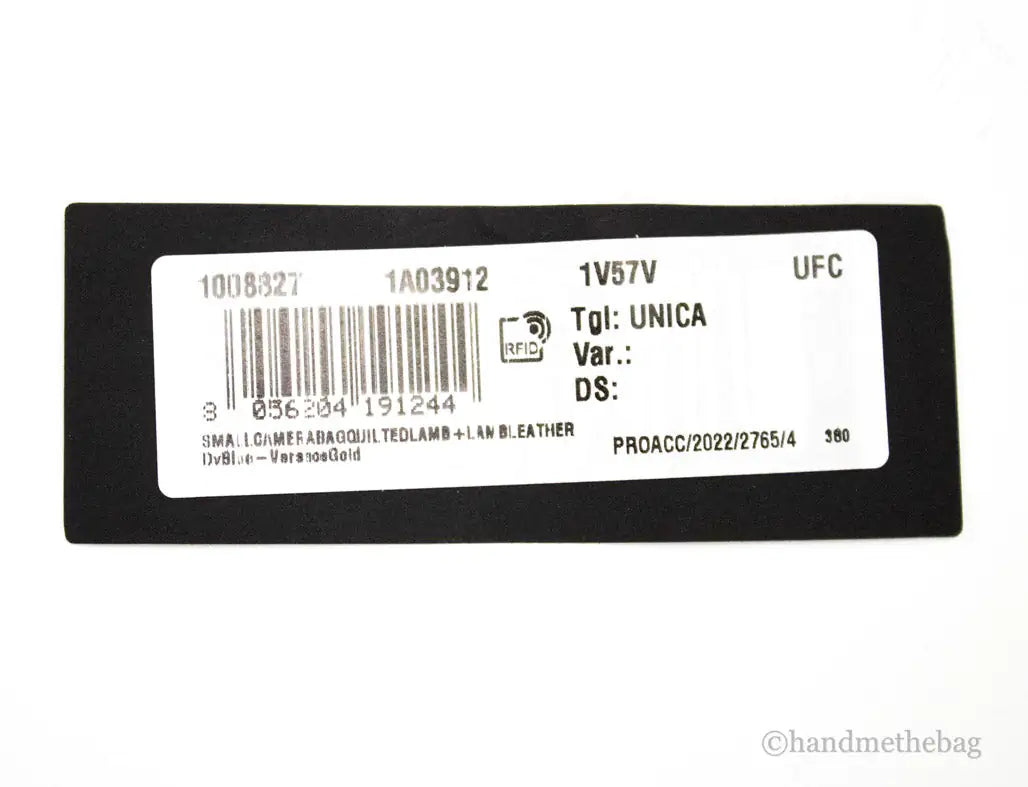 1008827 1A03912 1V57V UFC
RFID
Tgl: UNICA
Var.:
DS:
8 056204 191244
SMALLCAMERABAGQUILTEDLAMB+LAMBLEATHER
PROACC/2022/2765/4 380
©handmethebag